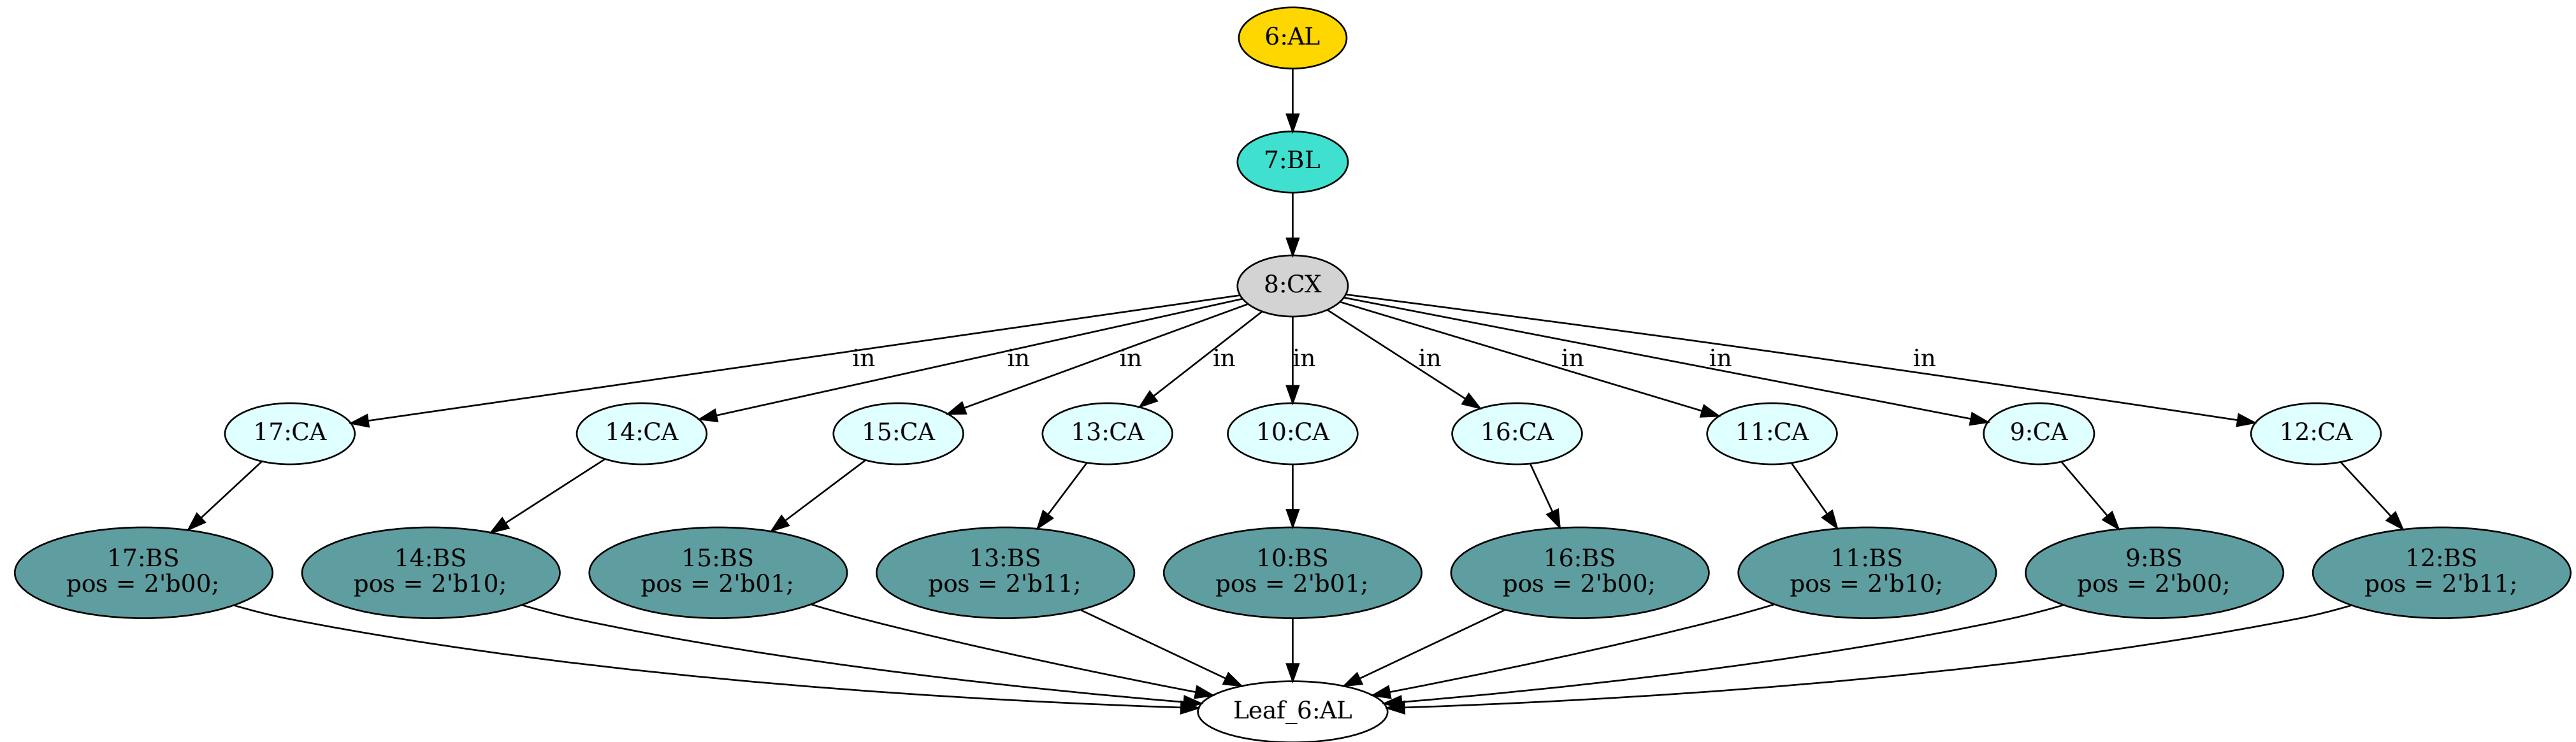 6:AL
7:BL
8:CX
in
in
in
in
in
in
in
in
in
17:CA
14:CA
15:CA
13:CA
10:CA
16:CA
11:CA
9:CA
12:CA
17:BS
pos = 2'b00;
14:BS
pos = 2'b10;
15:BS
pos = 2'b01;
13:BS
pos = 2'b11;
10:BS
pos = 2'b01;
16:BS
pos = 2'b00;
11:BS
pos = 2'b10;
9:BS
pos = 2'b00;
12:BS
pos = 2'b11;
Leaf_6:AL